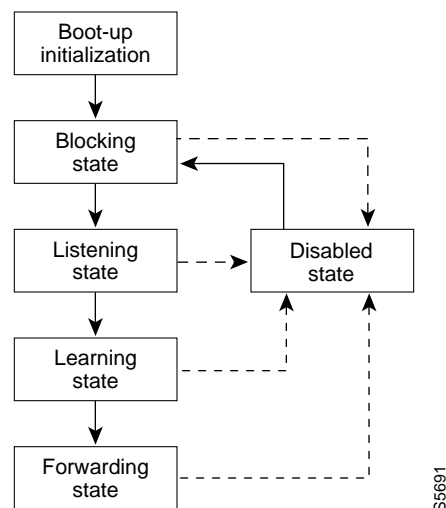 Boot-up
initialization
Blocking
state
Listening
state
Disabled
state
Learning
state
Forwarding
state
S5691